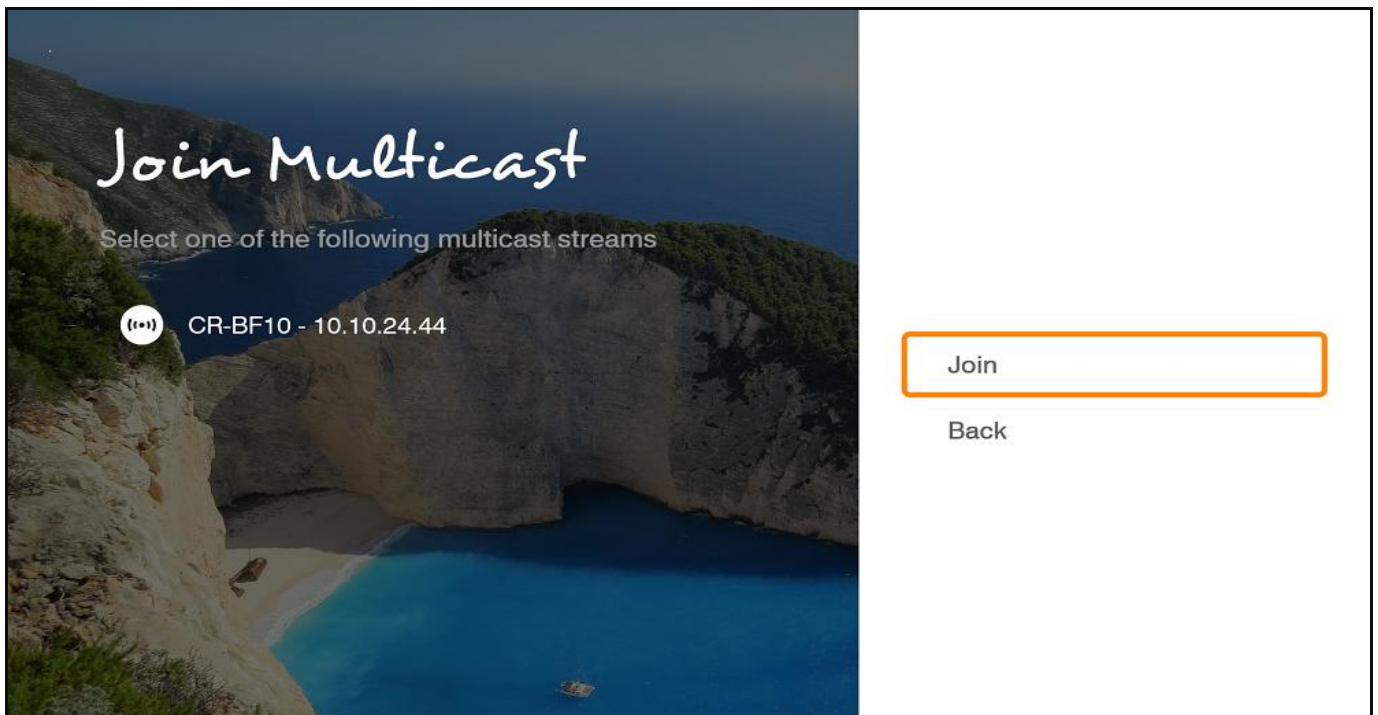 Join Multicast
Select one of the following multicast streams
CR-BF10 - 10.10.24.44
Join
Back